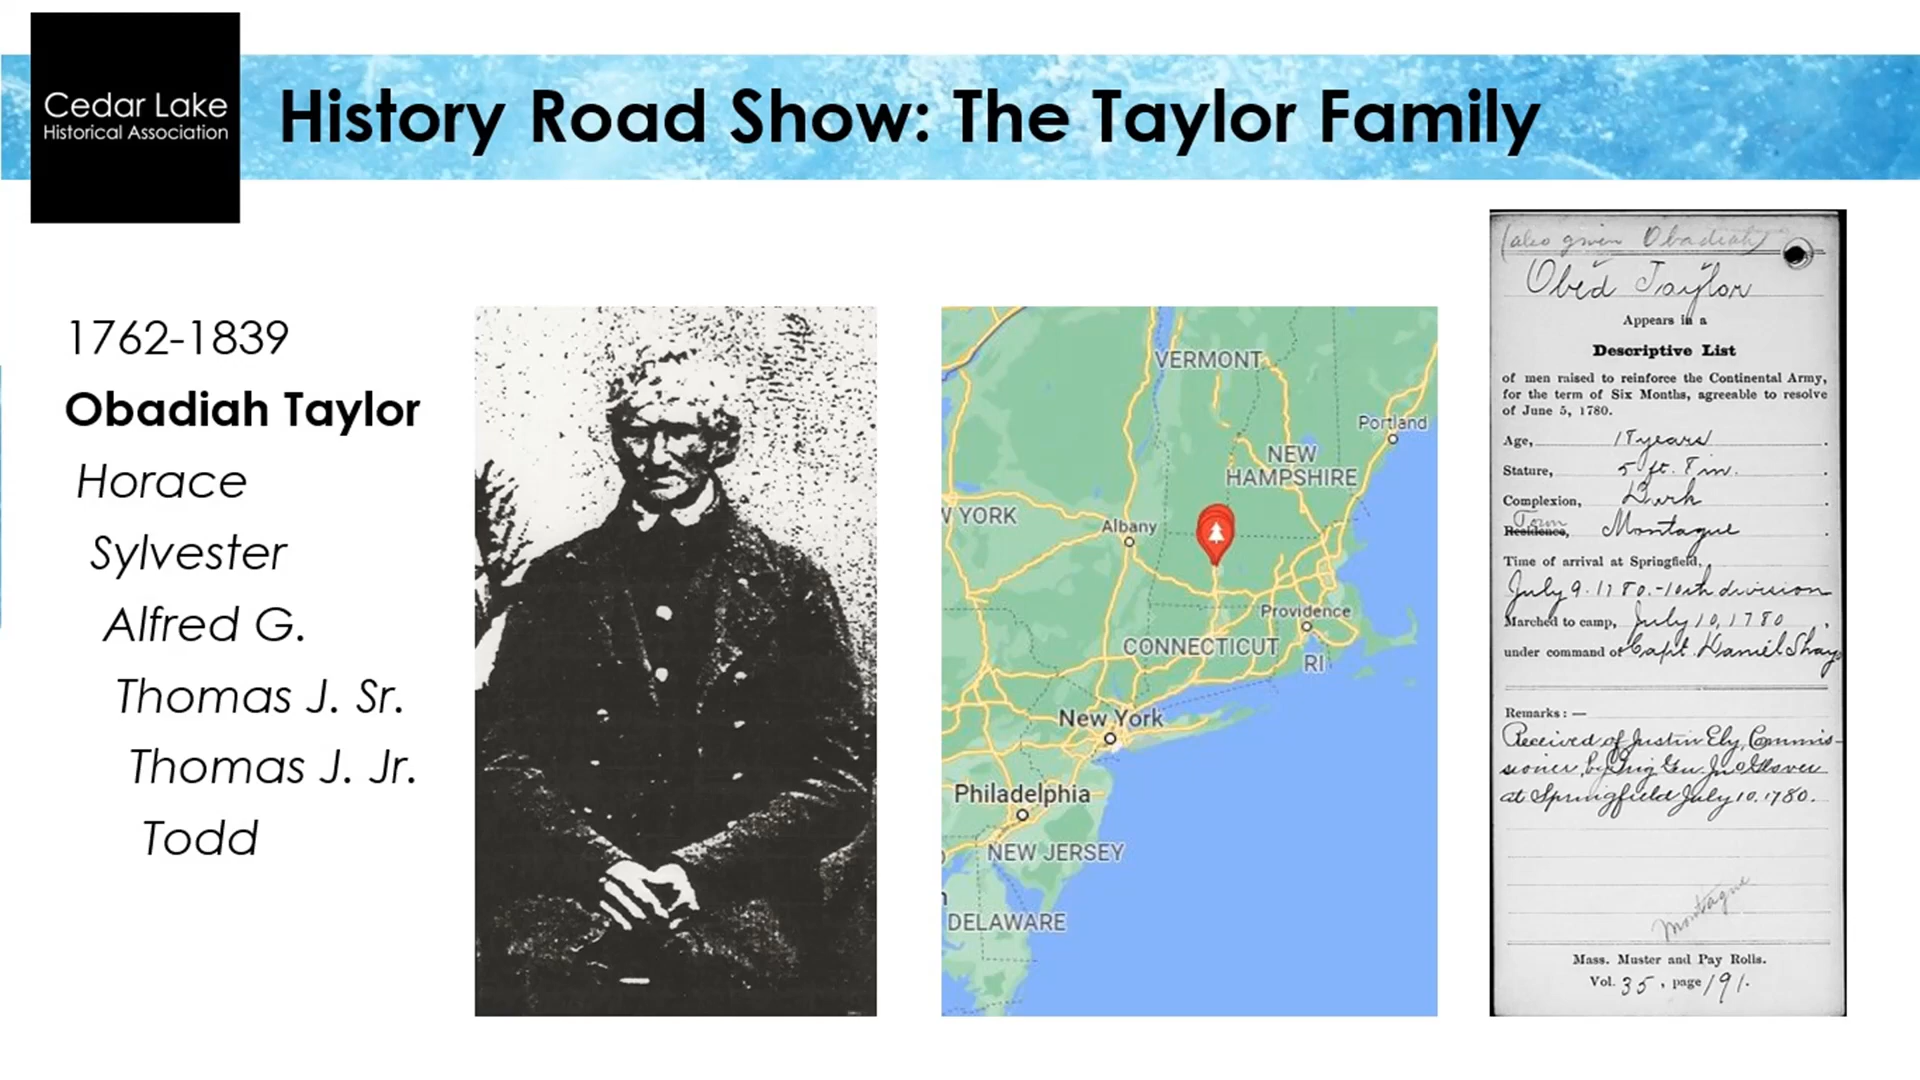 Cedar Lake
Historical Association
History Road Show: The Taylor Family
1762-1839
Obadiah Taylor
Horace
Sylvester
Alfred G.
Thomas J. Sr.
Thomas J. Jr.
Todd
VERMONT
Portland
NEW
HAMPSHIRE
W YORK
Albany
Providence
CONNECTICUT
RI
New York
Philadelphia
NEW JERSEY
DELAWARE
(also given Obadiah)
Obed Taylor
Appears in a
Descriptive List
of men raised to reinforce the Continental Army,
for the term of Six Months, agreeable to resolve
of June 5, 1780.
Age, 18 years.
Stature, 5 ft. 8 in.
Complexion, Dark
Town
Residence, Montague.
Time of arrival at Springfield,
July 9. 1780.-10th division
Marched to camp, July 10, 1780,
under command of Capt. Daniel Shays
Remarks:—
Received of Justin Ely, Commis-
sioner, by Brig Gen. Jno Glover
at Springfield July 10. 1780.
Montague
Mass. Muster and Pay Rolls.
Vol. 35, page 191.